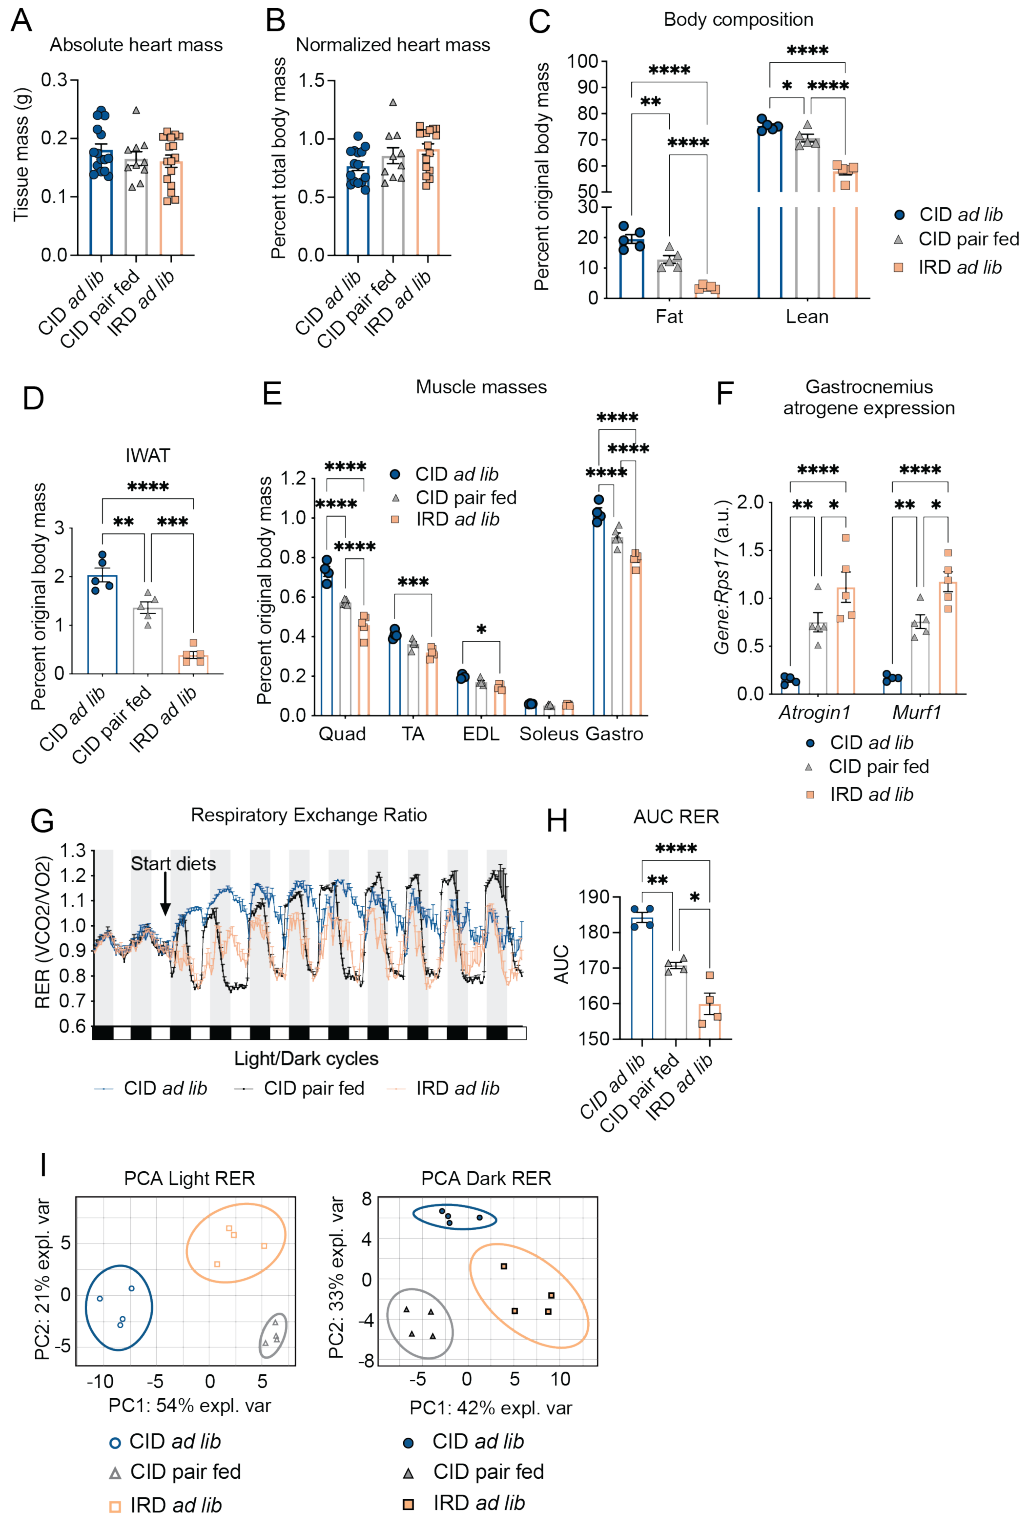 A
Absolute heart mass
Tissue mass (g)
0.3
0.2
0.1
0.0
CID ad lib
CID pair fed
IRD ad lib
B
Normalized heart mass
Percent total body mass
1.5
1.0
0.5
0.0
CID ad lib
CID pair fed
IRD ad lib
C
Body composition
Percent original body mass
100
90
80
70
60
50
30
20
10
0
****
**
****
****
*
****
Fat
Lean
CID ad lib
CID pair fed
IRD ad lib
D
IWAT
Percent original body mass
3
2
1
0
****
**
***
CID ad lib
CID pair fed
IRD ad lib
E
Muscle masses
Percent original body mass
1.2
1.0
0.8
0.6
0.4
0.2
0.0
****
****
****
***
*
****
****
****
CID ad lib
CID pair fed
IRD ad lib
Quad
TA
EDL
Soleus
Gastro
F
Gastrocnemius
atrogene expression
Gene:Rps17 (a.u.)
2.0
1.5
1.0
0.5
0.0
****
**
*
****
**
*
Atrogin1
Murf1
CID ad lib
CID pair fed
IRD ad lib
G
Respiratory Exchange Ratio
RER (VCO2/VO2)
1.3
1.2
1.1
1.0
0.9
0.8
0.7
0.6
Start diets
Light/Dark cycles
CID ad lib
CID pair fed
IRD ad lib
H
AUC RER
AUC
190
180
170
160
150
****
**
*
CID ad lib
CID pair fed
IRD ad lib
I
PCA Light RER
PC2: 21% expl. var
5
0
-5
-10
-5
0
5
PC1: 54% expl. var
CID ad lib
CID pair fed
IRD ad lib
PCA Dark RER
PC2: 33% expl. var
8
4
0
-4
-8
-5
0
5
10
PC1: 42% expl. var
CID ad lib
CID pair fed
IRD ad lib